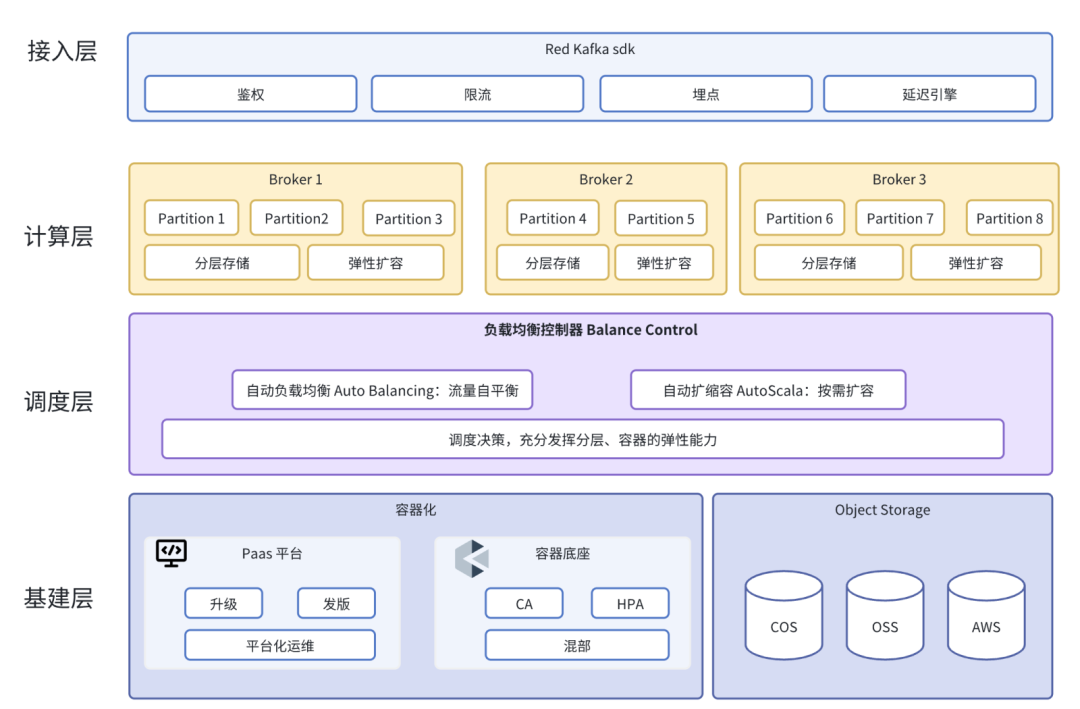 接入层
Red Kafka sdk
鉴权
限流
埋点
延迟引擎
计算层
Broker 1
Partition 1
Partition2
Partition 3
分层存储
弹性扩容
Broker 2
Partition 4
Partition 5
分层存储
弹性扩容
Broker 3
Partition 6
Partition 7
Partition 8
分层存储
弹性扩容
调度层
负载均衡控制器 Balance Control
自动负载均衡 Auto Balancing：流量自平衡
自动扩缩容 AutoScala：按需扩容
调度决策，充分发挥分层、容器的弹性能力
基建层
容器化
Paas 平台
升级
发版
平台化运维
容器底座
CA
HPA
混部
Object Storage
COS
OSS
AWS